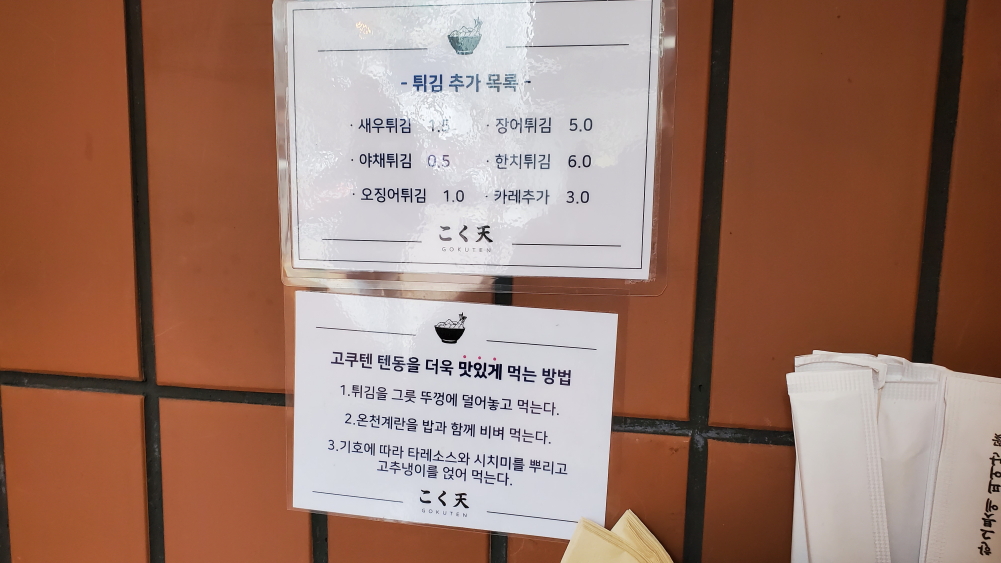 - 튀김 추가 목록 -
· 새우튀김 1.5 · 장어튀김 5.0
· 야채튀김 0.5 · 한치튀김 6.0
· 오징어튀김 1.0 · 카레추가 3.0
こく天
GOKUTEN
고쿠텐 텐동을 더욱 맛있게 먹는 방법
1.튀김을 그릇 뚜껑에 덜어놓고 먹는다.
2.온천계란을 밥과 함께 비벼 먹는다.
3.기호에 따라 타레소스와 시치미를 뿌리고
고추냉이를 얹어 먹는다.
こく天
GOKUTEN